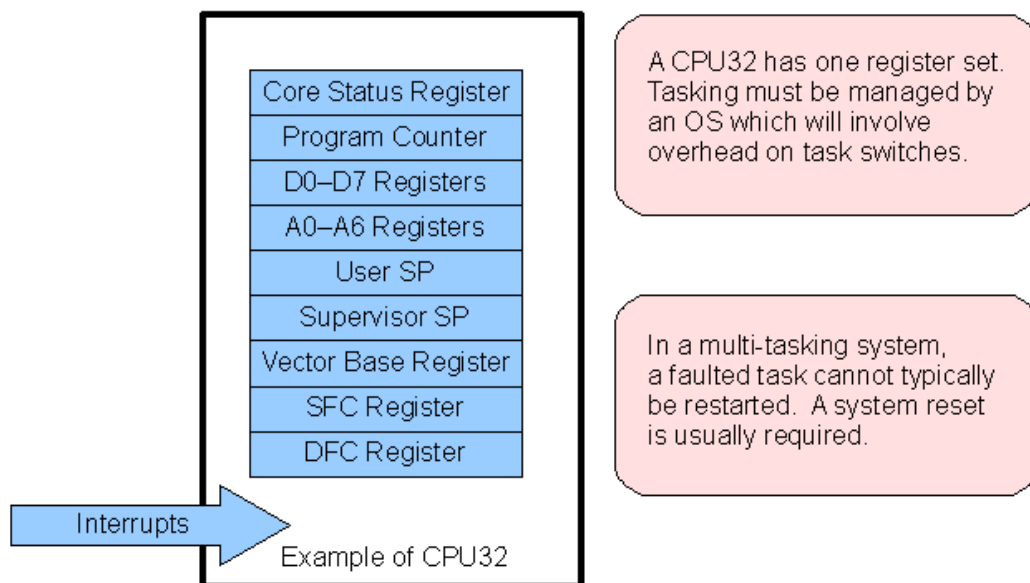 Core Status Register
Program Counter
D0–D7 Registers
A0–A6 Registers
User SP
Supervisor SP
Vector Base Register
SFC Register
DFC Register
Interrupts
Example of CPU32
A CPU32 has one register set.
Tasking must be managed by
an OS which will involve
overhead on task switches.
In a multi-tasking system,
a faulted task cannot typically
be restarted.  A system reset
is usually required.